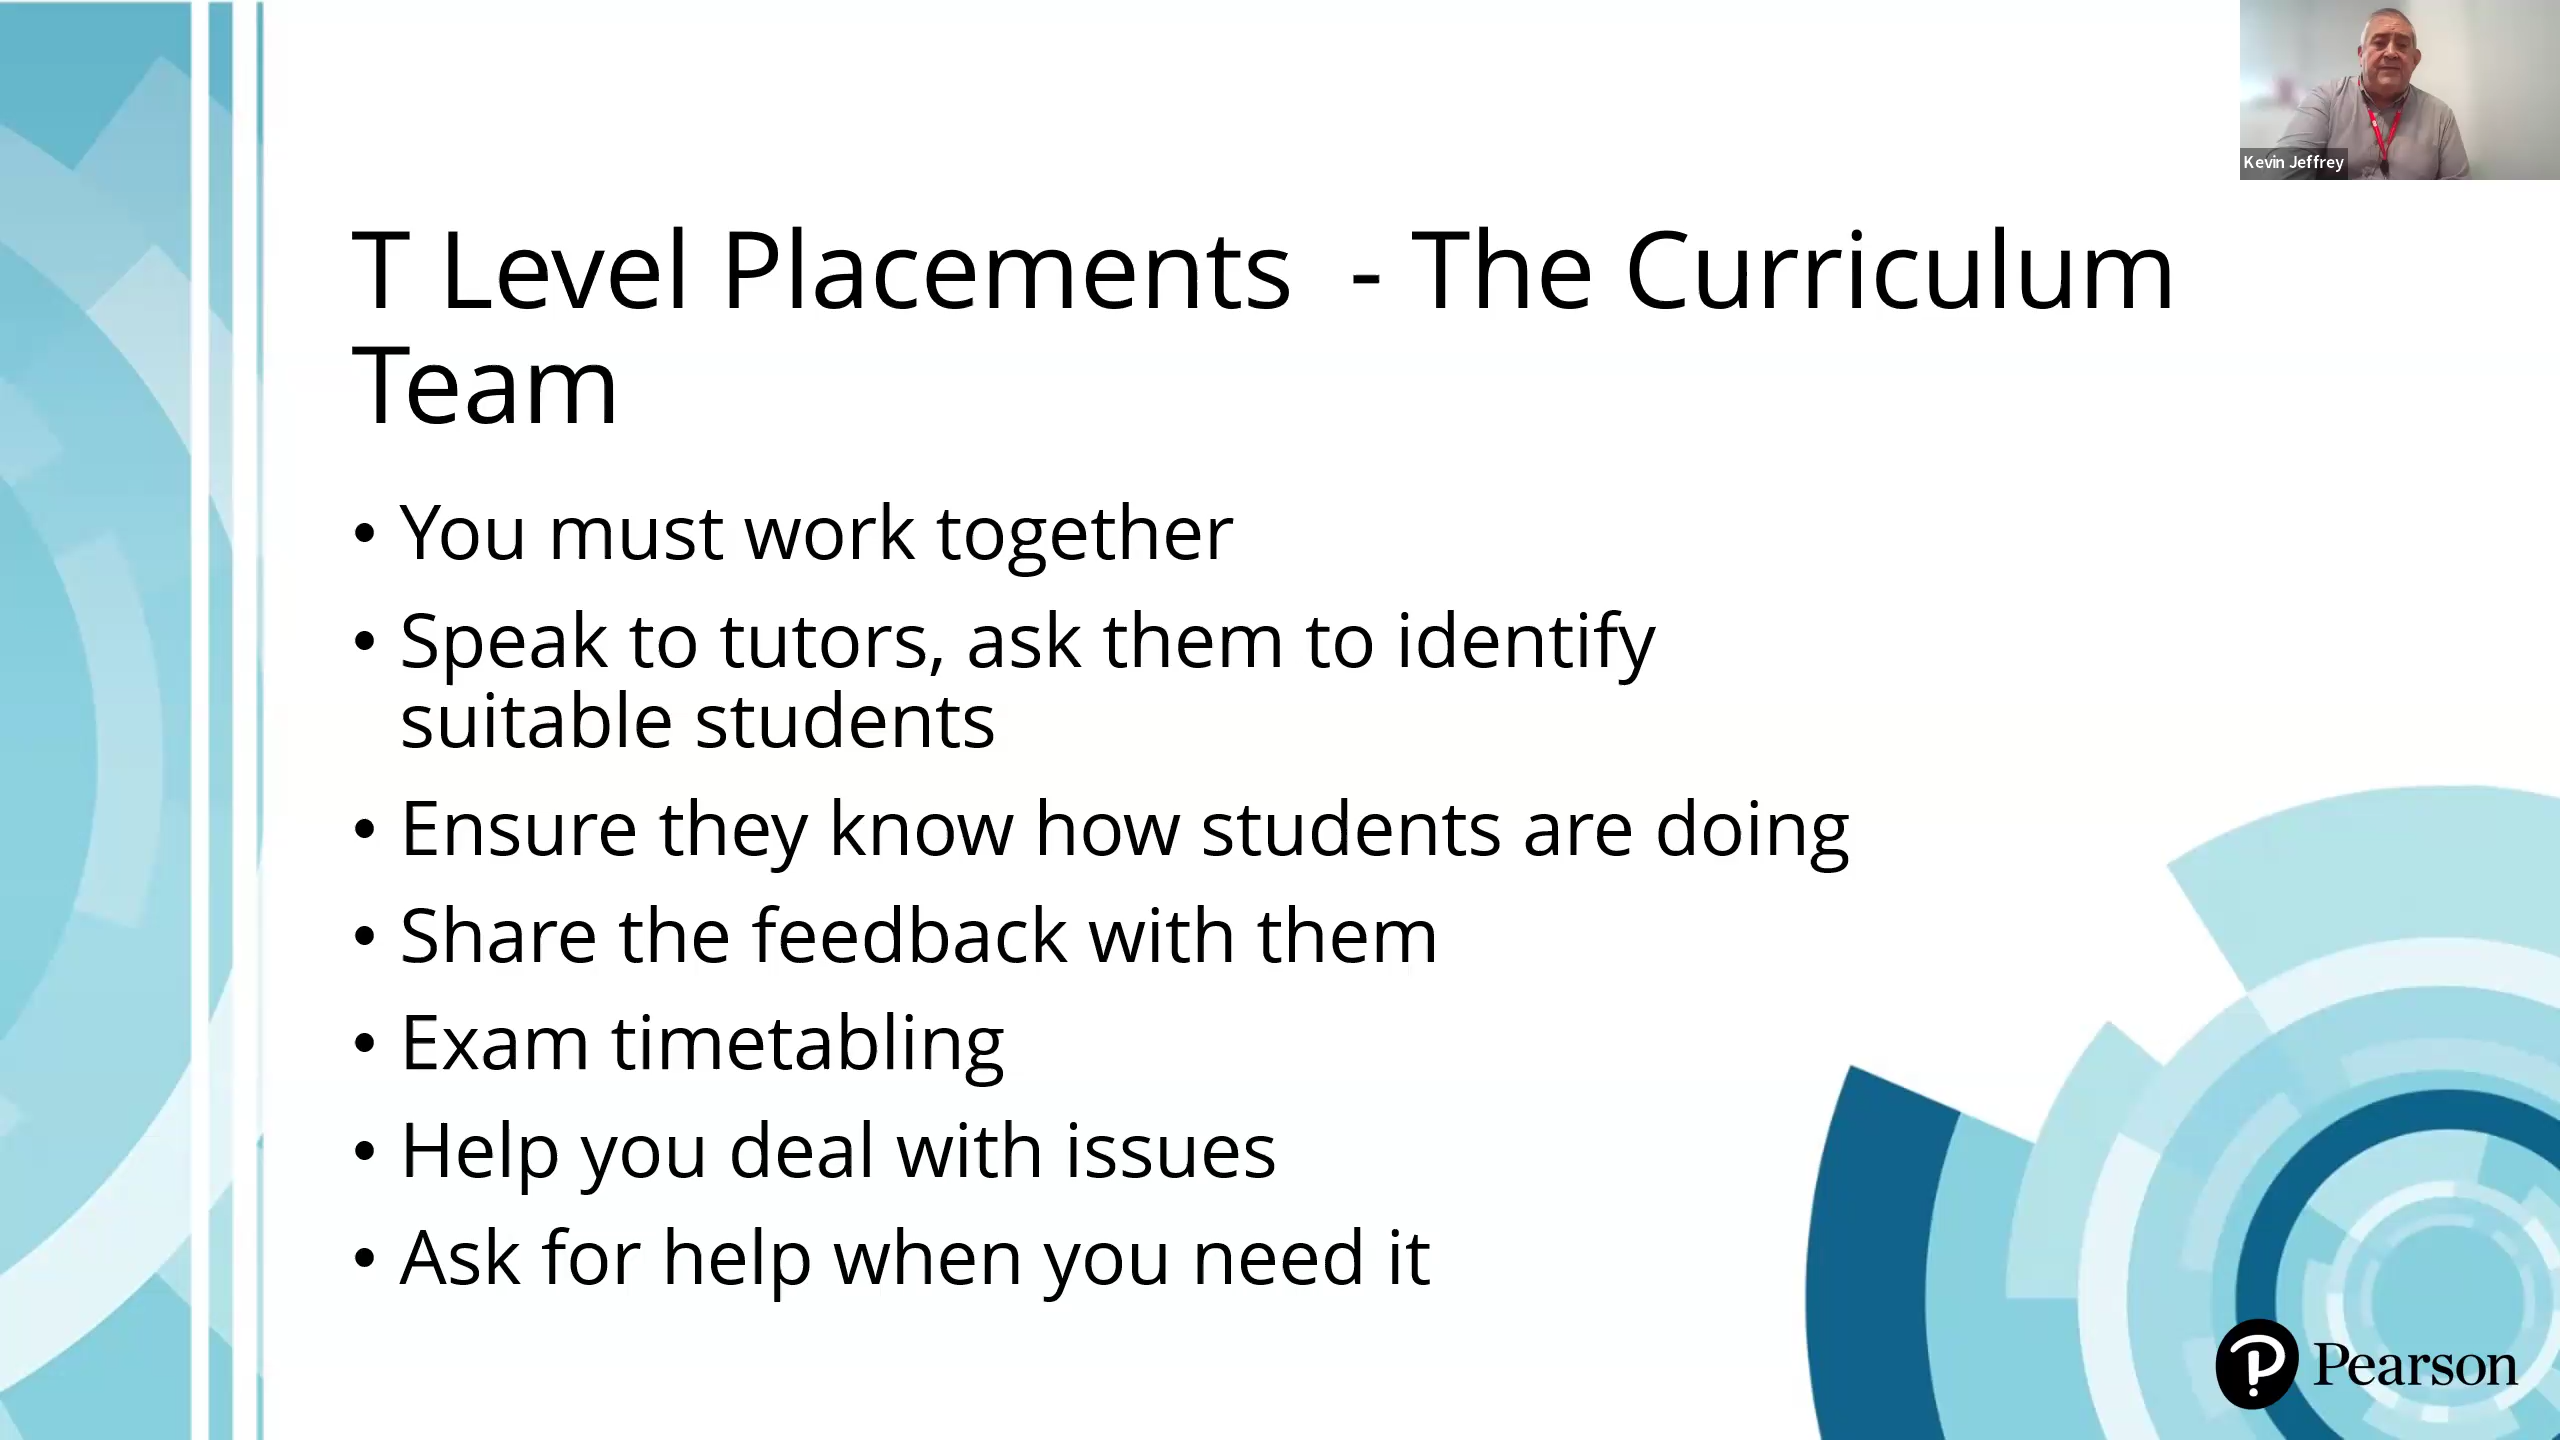 Kevin Jeffrey
T Level Placements  - The Curriculum
Team
• You must work together
• Speak to tutors, ask them to identify
suitable students
• Ensure they know how students are doing
• Share the feedback with them
• Exam timetabling
• Help you deal with issues
• Ask for help when you need it
Pearson